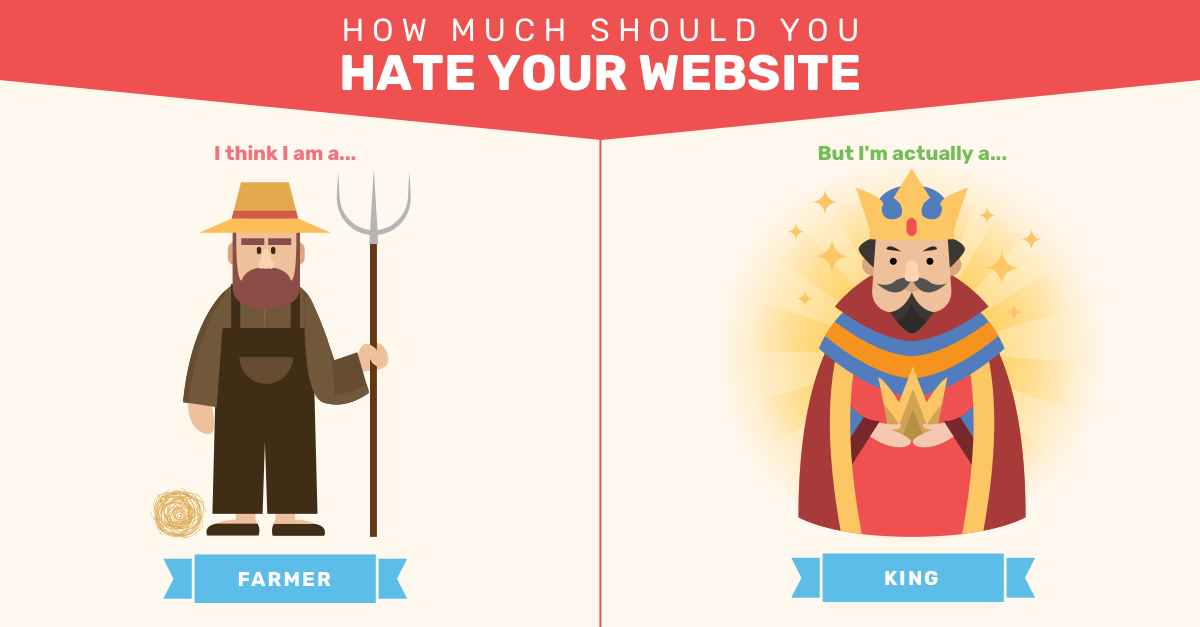 HOW MUCH SHOULD YOU
HATE YOUR WEBSITE
I think I am a...
But I'm actually a...
FARMER
KING